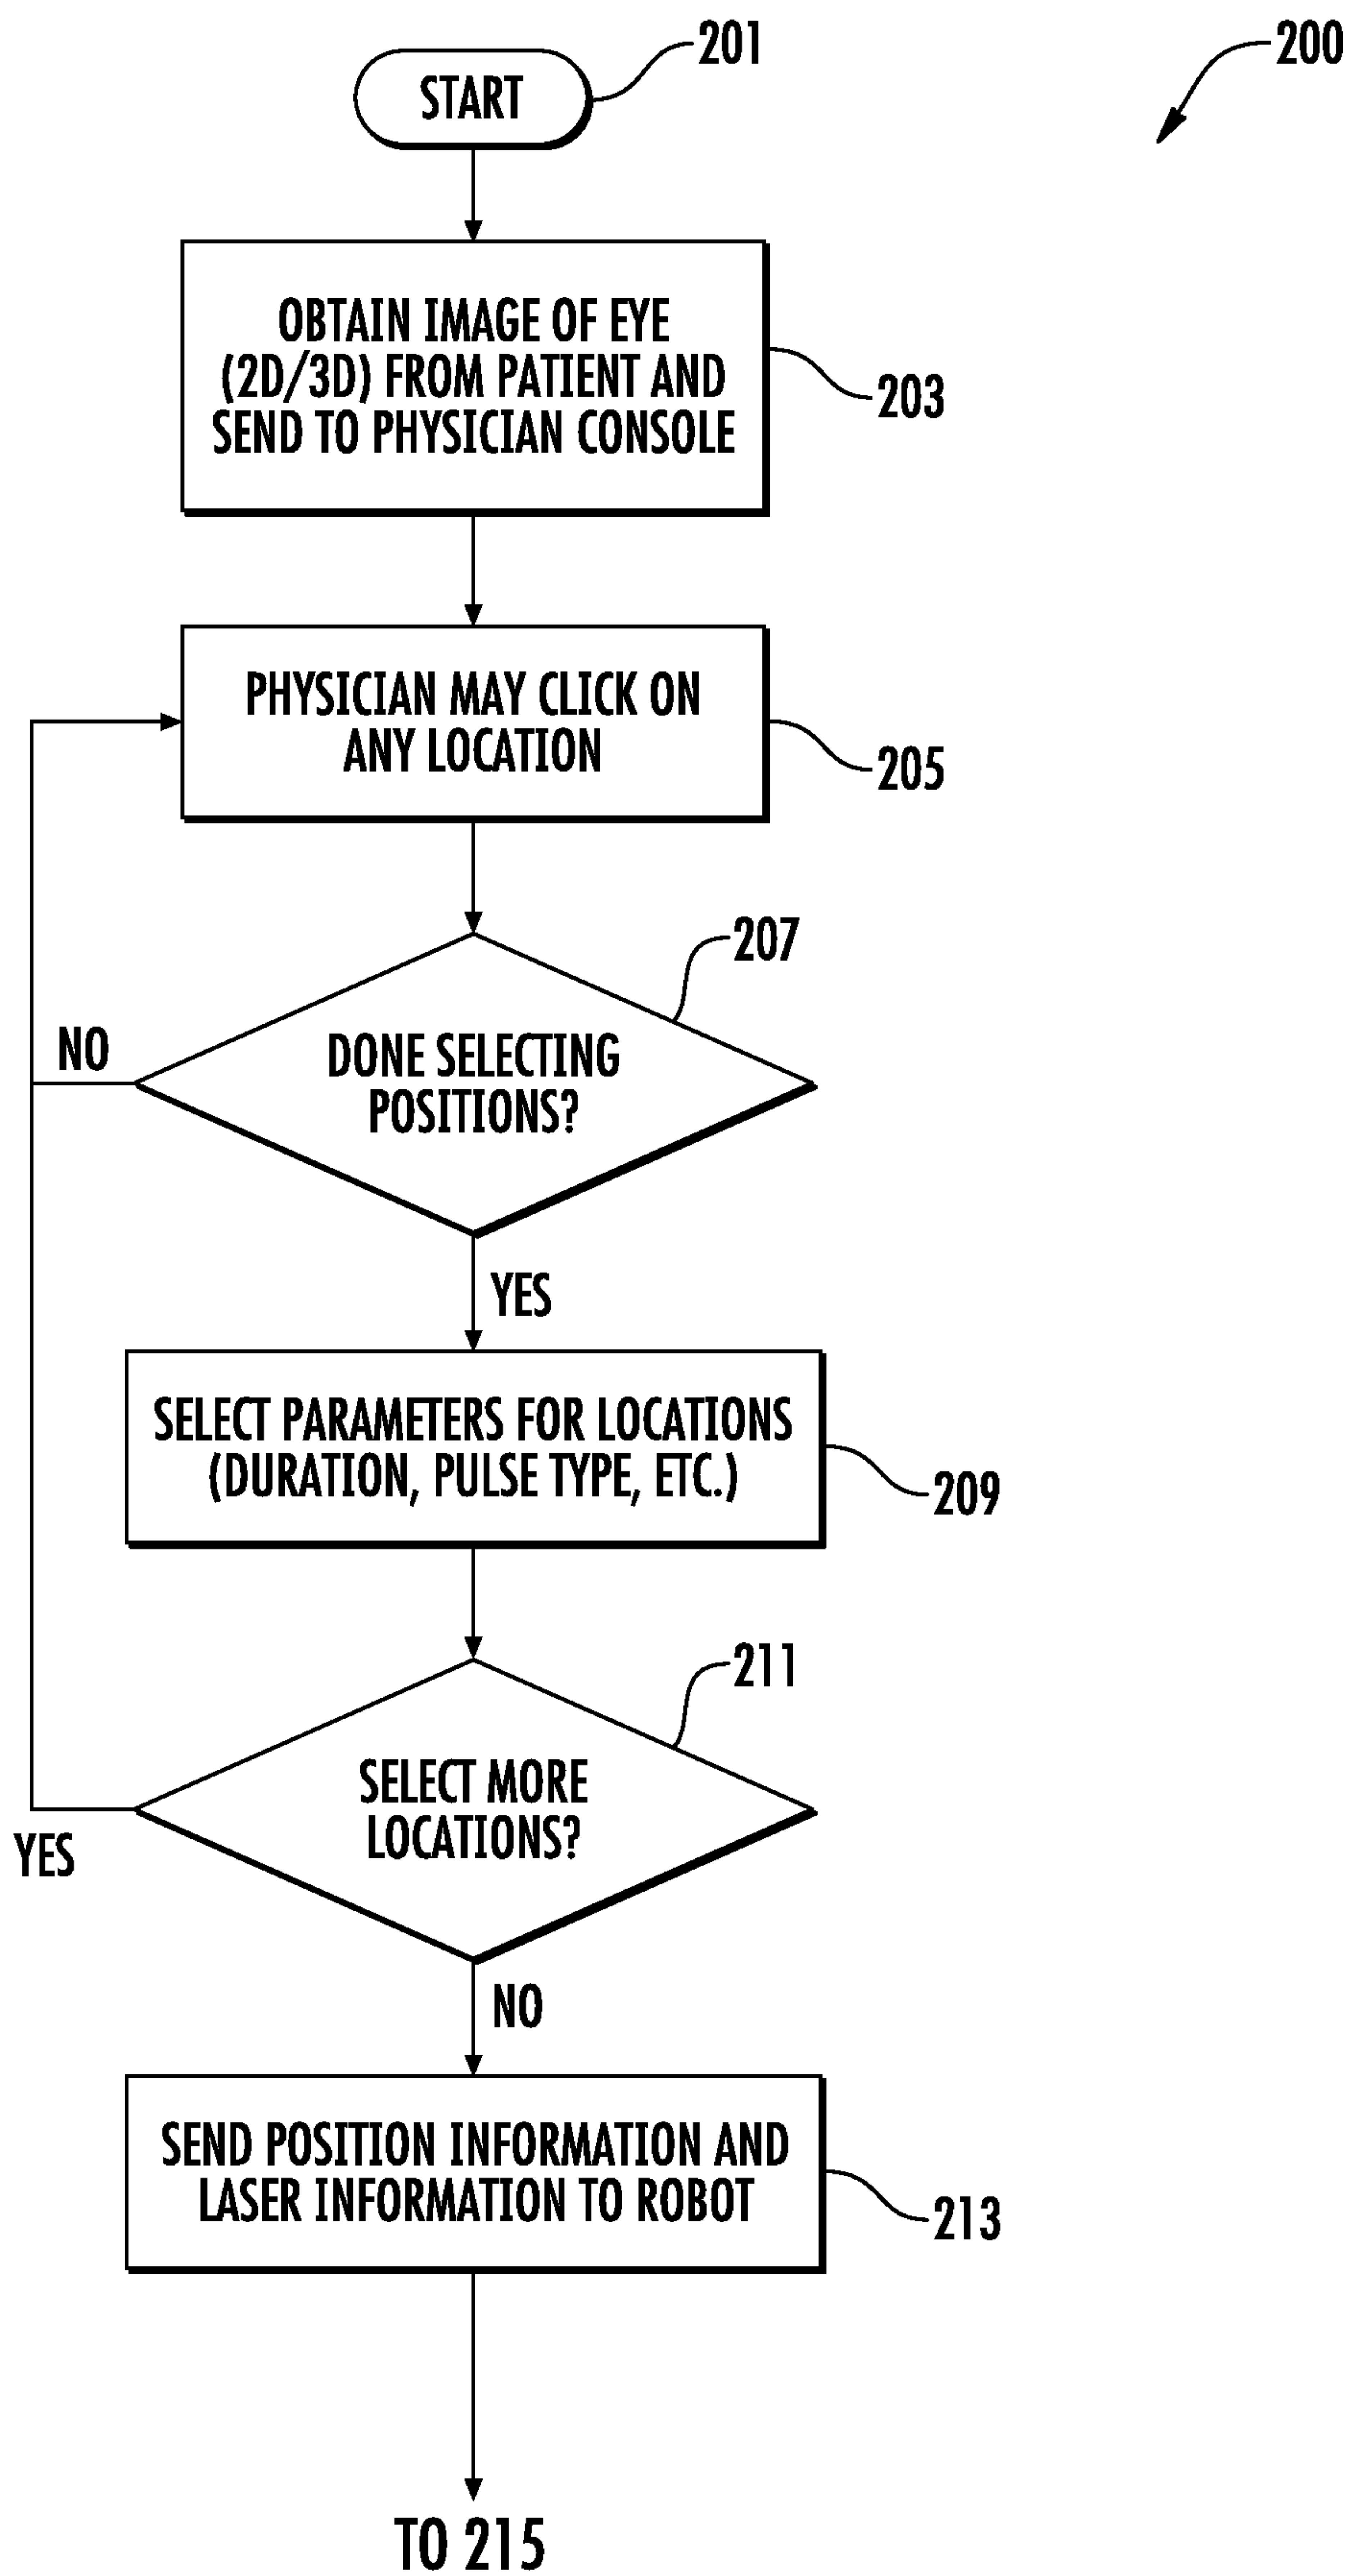 START
201
200
OBTAIN IMAGE OF EYE
(2D/3D) FROM PATIENT AND
SEND TO PHYSICIAN CONSOLE
203
PHYSICIAN MAY CLICK ON
ANY LOCATION
205
207
DONE SELECTING
POSITIONS?
NO
YES
SELECT PARAMETERS FOR LOCATIONS
(DURATION, PULSE TYPE, ETC.)
209
211
SELECT MORE
LOCATIONS?
YES
NO
SEND POSITION INFORMATION AND
LASER INFORMATION TO ROBOT
213
TO 215